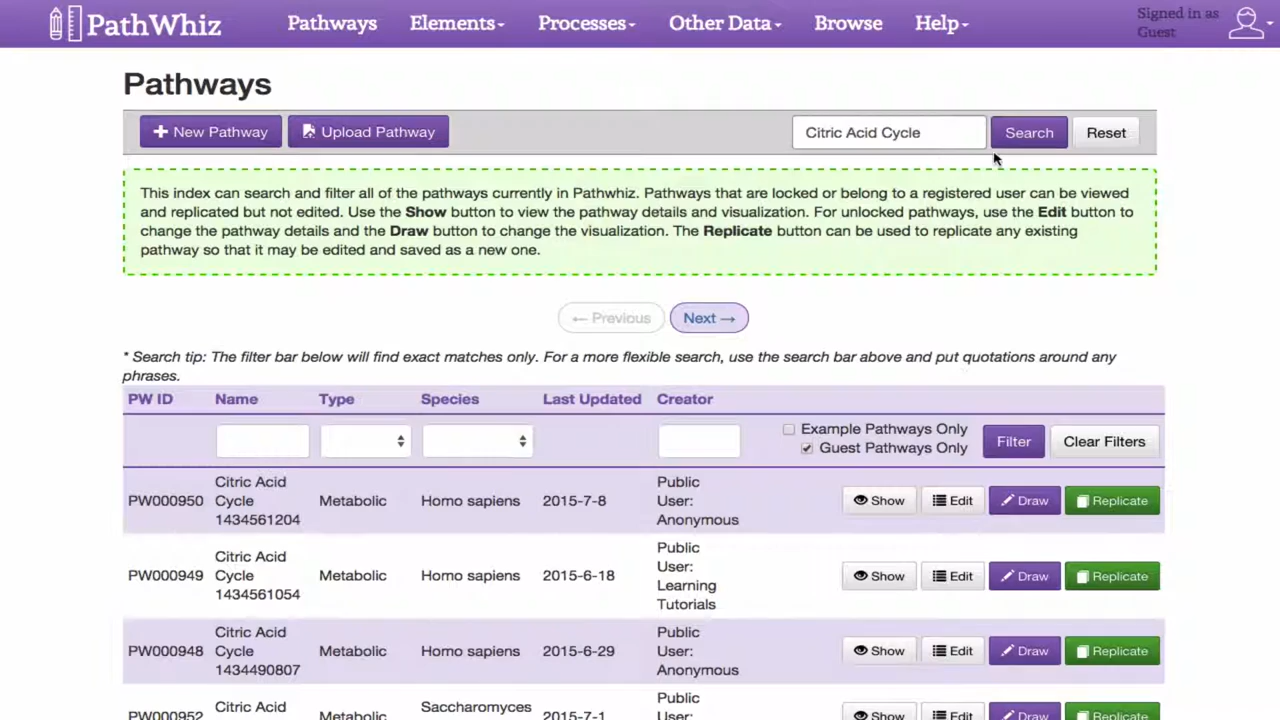 PathWhiz Pathways Elements Processes Other Data Browse Help Signed in as
Guest
Pathways
New Pathway Upload Pathway Citric Acid Cycle Search Reset
This index can search and filter all of the pathways currently in Pathwhiz. Pathways that are locked or belong to a registered user can be viewed
and replicated but not edited. Use the Show button to view the pathway details and visualization. For unlocked pathways, use the Edit button to
change the pathway details and the Draw button to change the visualization. The Replicate button can be used to replicate any existing
pathway so that it may be edited and saved as a new one.
← Previous Next →
* Search tip: The filter bar below will find exact matches only. For a more flexible search, use the search bar above and put quotations around any
phrases.
PW ID Name Type Species Last Updated Creator
Example Pathways Only
Guest Pathways Only
Filter Clear Filters
PW000950
Citric Acid
Cycle
1434561204
Metabolic Homo sapiens 2015-7-8
Public
User:
Anonymous
Show Edit Draw Replicate
PW000949
Citric Acid
Cycle
1434561054
Metabolic Homo sapiens 2015-6-18
Public
User:
Learning
Tutorials
Show Edit Draw Replicate
PW000948
Citric Acid
Cycle
1434490807
Metabolic Homo sapiens 2015-6-29
Public
User:
Anonymous
Show Edit Draw Replicate
PW000952
Citric Acid
Metabolic
Saccharomyces
2015-7-1
Public
User:
Show Edit Draw Replicate